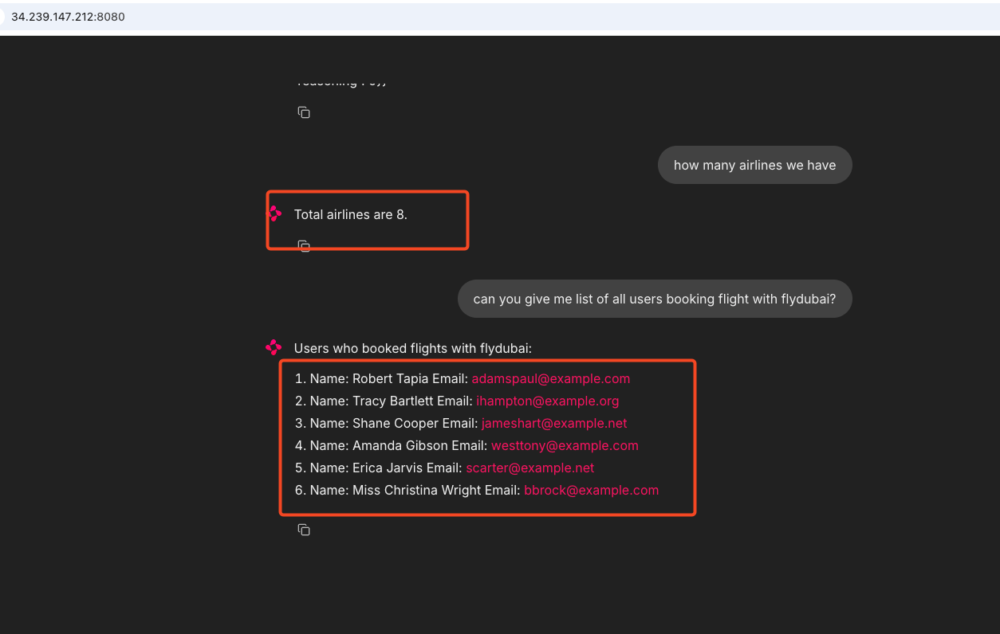 34.239.147.212:8080
how many airlines we have
Total airlines are 8.
can you give me list of all users booking flight with flydubai?
Users who booked flights with flydubai:
1. Name: Robert Tapia Email: adamspaul@example.com
2. Name: Tracy Bartlett Email: ihampton@example.org
3. Name: Shane Cooper Email: jameshart@example.net
4. Name: Amanda Gibson Email: westtony@example.com
5. Name: Erica Jarvis Email: scarter@example.net
6. Name: Miss Christina Wright Email: bbrock@example.com